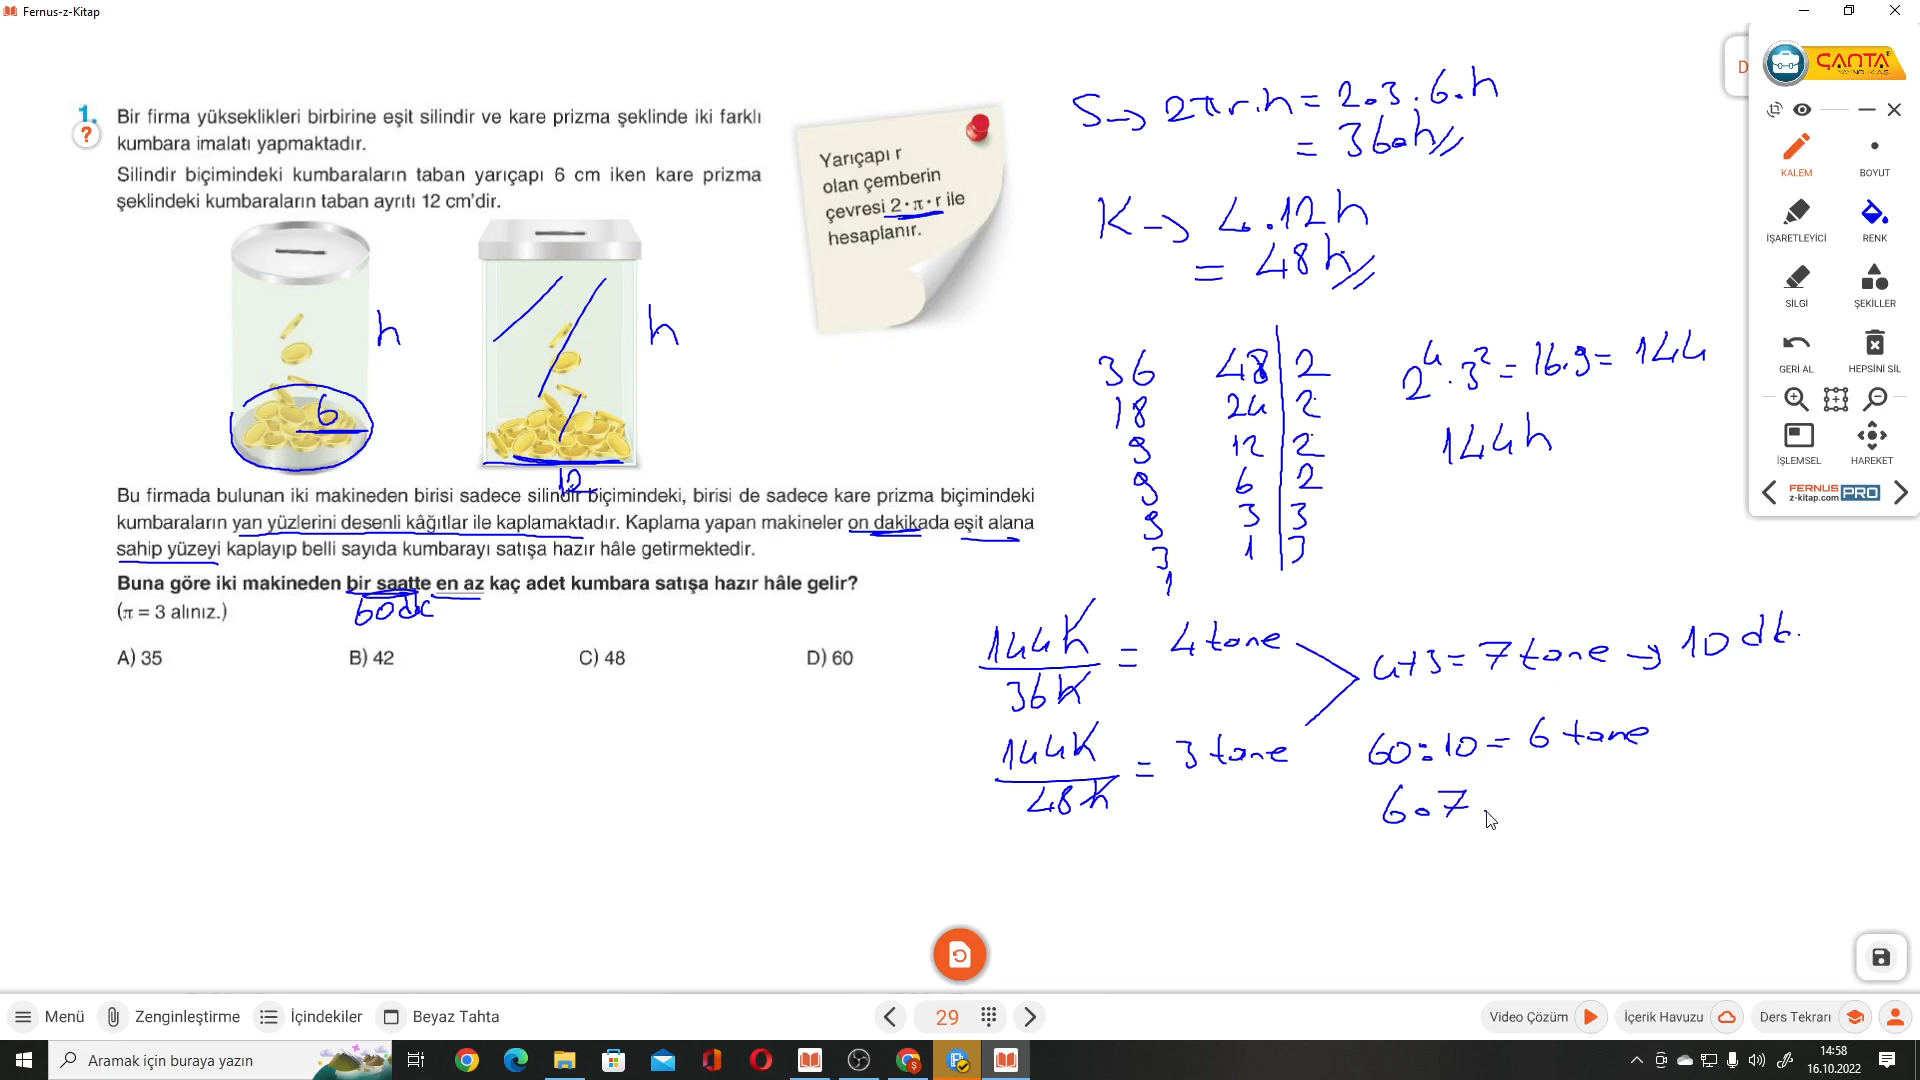 Fernus-z-Kitap
1.
?
Bir firma yükseklikleri birbirine eşit silindir ve kare prizma şeklinde iki farklı
kumbara imalatı yapmaktadır.
Silindir biçimindeki kumbaraların taban yarıçapı 6 cm iken kare prizma
şeklindeki kumbaraların taban ayrıtı 12 cm'dir.
Yarıçapı r
olan çemberin
çevresi 2 · π · r ile
hesaplanır.
h
h
6
12
Bu firmada bulunan iki makineden birisi sadece silindir biçimindeki, birisi de sadece kare prizma biçimindeki
kumbaraların yan yüzlerini desenli kâğıtlar ile kaplamaktadır. Kaplama yapan makineler on dakikada eşit alana
sahip yüzeyi kaplayıp belli sayıda kumbarayı satışa hazır hâle getirmektedir.
Buna göre iki makineden bir saatte en az kaç adet kumbara satışa hazır hâle gelir?
60dk
(π = 3 alınız.)
A) 35 B) 42 C) 48 D) 60
S → 2πr.h = 2.3.6.h
= 36.h //
K → 4.12h
= 48h //
36 48 | 2
18 24 | 2
9 12 | 2
9 6 | 2
9 3 | 3
3 1 | 3
1
2^4 . 3^2 = 16.9 = 144
144h
144h / 36h = 4 tane
144h / 48h = 3 tane
4+3 = 7 tane → 10 dk.
60:10 = 6 tane
6.7
D
ÇANTA
YAYINCILIK A.Ş.
KALEM
BOYUT
İŞARETLEYİCİ
RENK
SİLGİ
ŞEKİLLER
GERİ AL
HEPSİNİ SİL
İŞLEMSEL
HAREKET
FERNUS
z-kitap.com PRO
Menü
Zenginleştirme
İçindekiler
Beyaz Tahta
29
Video Çözüm
İçerik Havuzu
Ders Tekrarı
Aramak için buraya yazın
14:58
16.10.2022